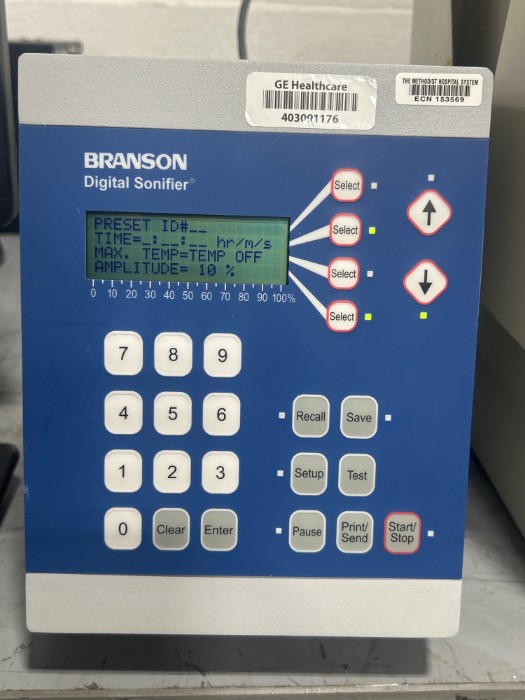 GE Healthcare
403091176
THE METHODIST HOSPITAL SYSTEM
ECN 153569
BRANSON
Digital Sonifier®
PRESET ID#__
TIME=_:__:__ hr/m/s
MAX. TEMP=TEMP OFF
AMPLITUDE= 10 %
0 10 20 30 40 50 60 70 80 90 100%
Select
Select
Select
Select
7 8 9
4 5 6
1 2 3
0 Clear Enter
Recall Save
Setup Test
Pause Print/Send Start/Stop